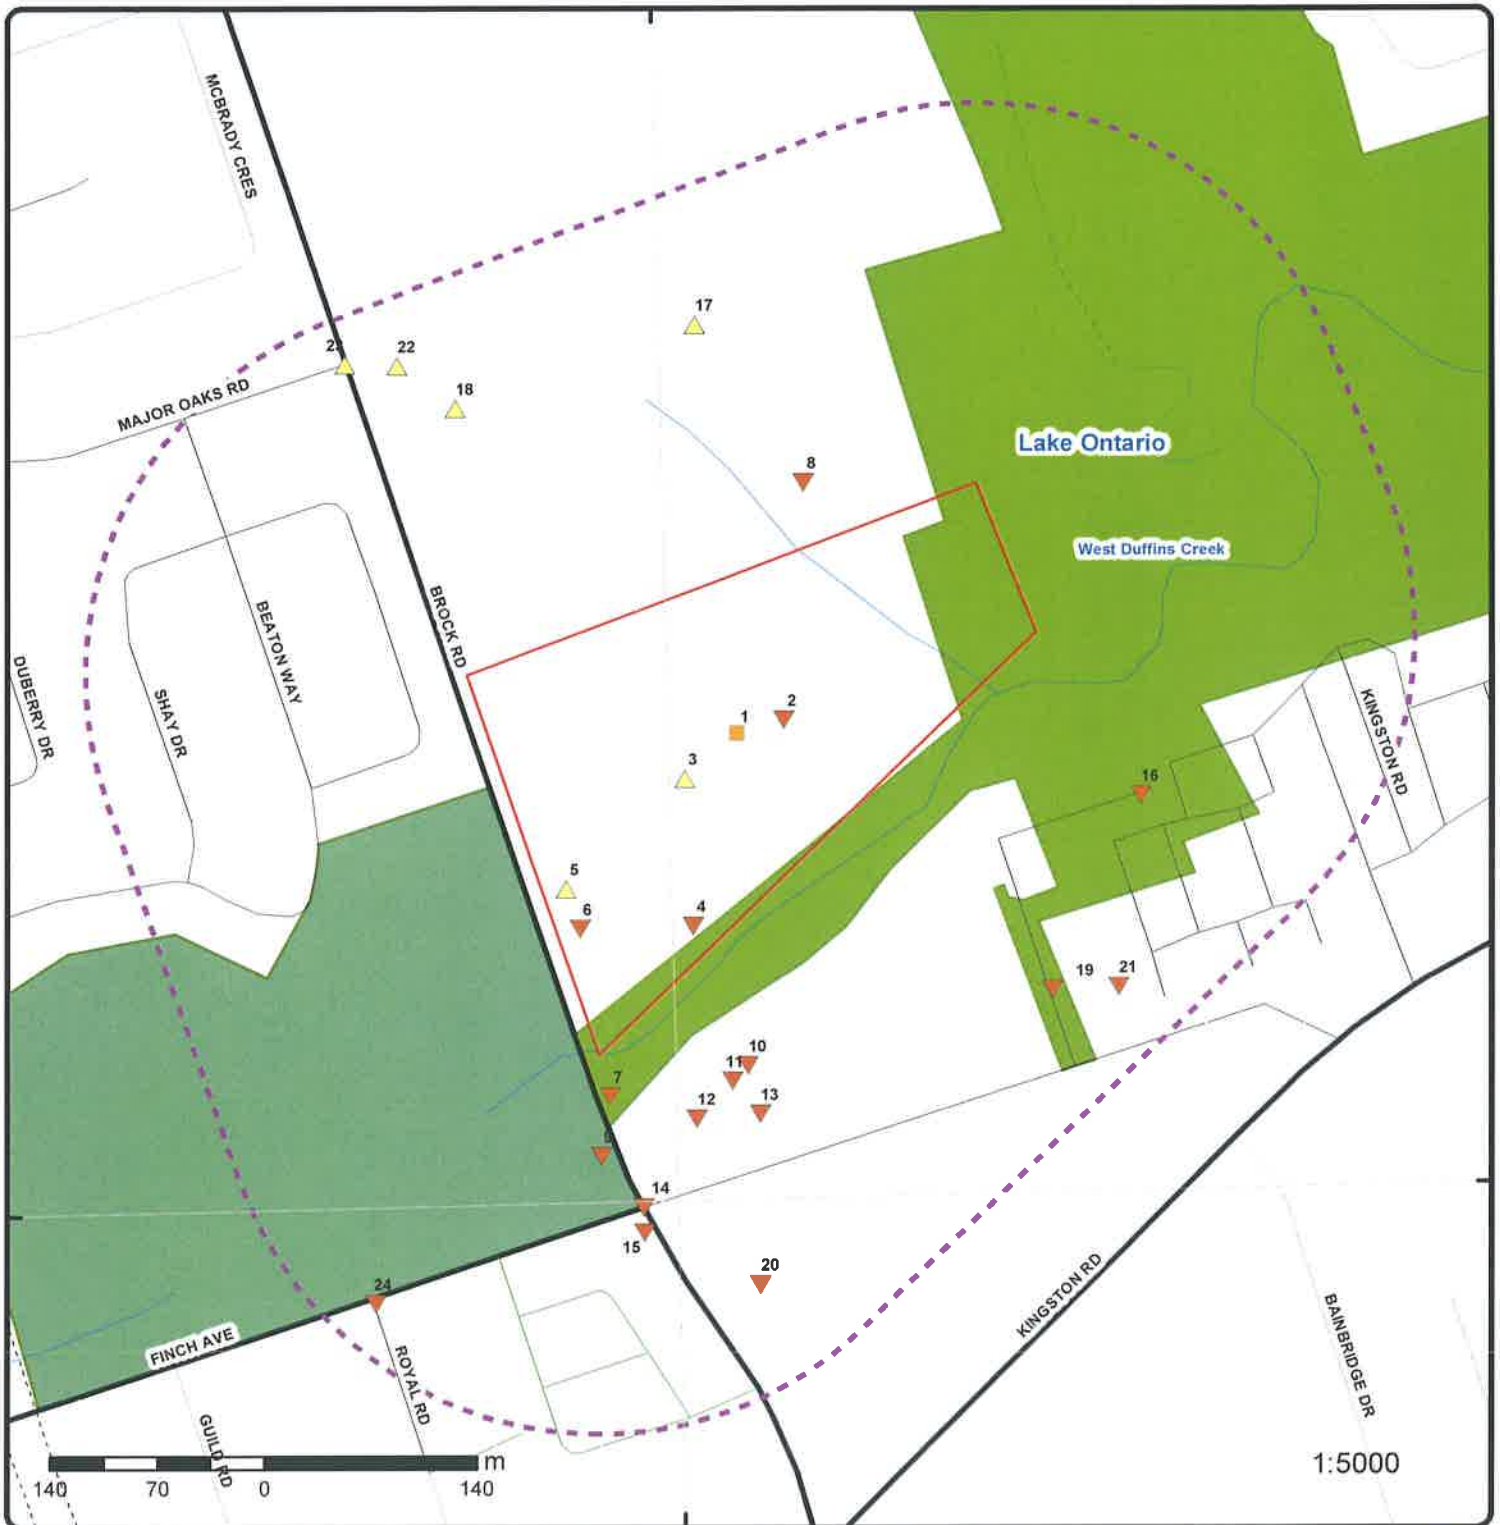 MCBRADY CRES
17
22
18
MAJOR OAKS RD
Lake Ontario
8
West Duffins Creek
BROCK RD
BEATON WAY
DUBERRY DR
SHAY DR
KINGSTON RD
2
1
3
16
5
6
4
19
21
10
11
7
12
13
14
15
20
24
KINGSTON RD
FINCH AVE
ROYAL RD
BAINBRIDGE DR
GUILD RD
m
1:5000
140 70 0 140